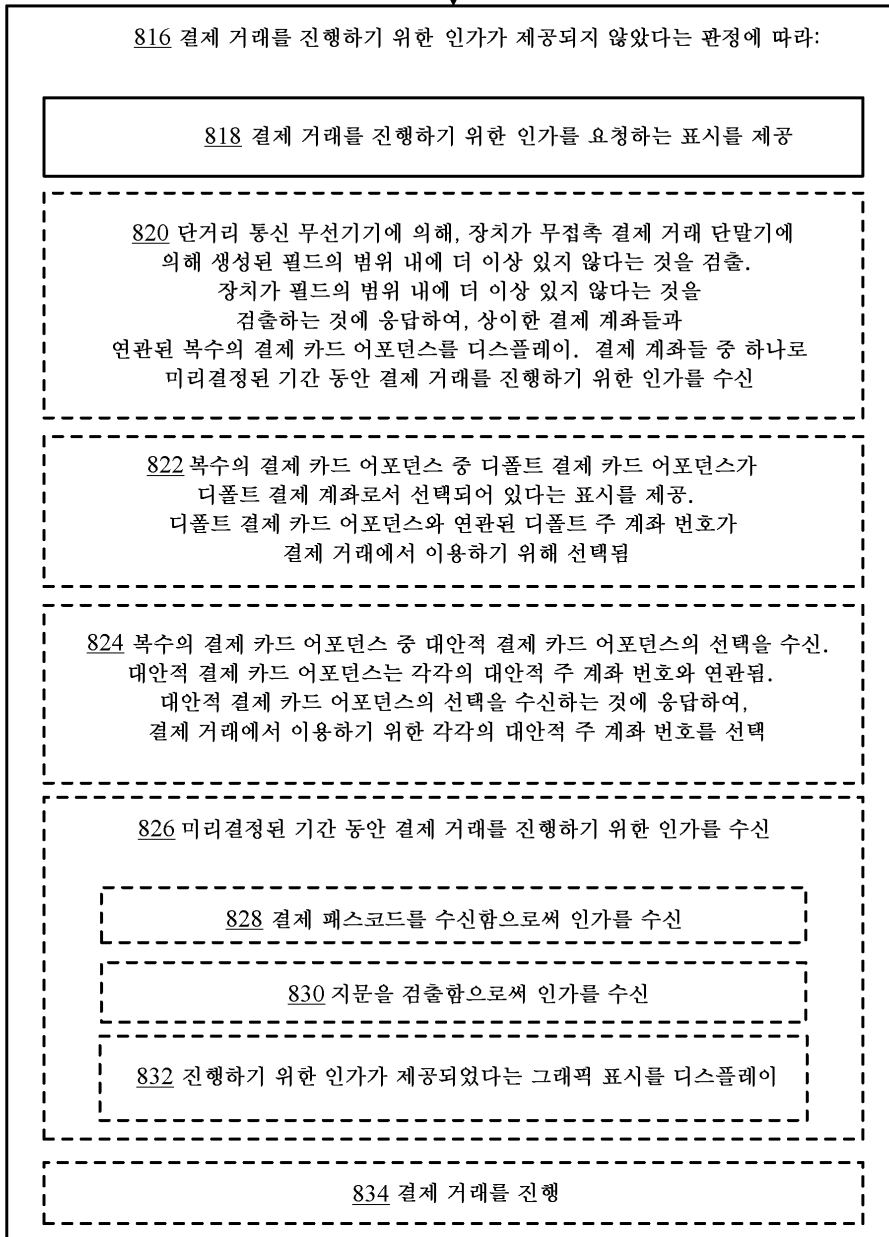 816 결제 거래를 진행하기 위한 인가가 제공되지 않았다는 판정에 따라:
818 결제 거래를 진행하기 위한 인가를 요청하는 표시를 제공
820 단거리 통신 무선기기에 의해, 장치가 무접촉 결제 거래 단말기에
의해 생성된 필드의 범위 내에 더 이상 있지 않다는 것을 검출.
장치가 필드의 범위 내에 더 이상 있지 않다는 것을
검출하는 것에 응답하여, 상이한 결제 계좌들과
연관된 복수의 결제 카드 어포던스를 디스플레이. 결제 계좌들 중 하나로
미리결정된 기간 동안 결제 거래를 진행하기 위한 인가를 수신
822 복수의 결제 카드 어포던스 중 디폴트 결제 카드 어포던스가
디폴트 결제 계좌로서 선택되어 있다는 표시를 제공.
디폴트 결제 카드 어포던스와 연관된 디폴트 주 계좌 번호가
결제 거래에서 이용하기 위해 선택됨
824 복수의 결제 카드 어포던스 중 대안적 결제 카드 어포던스의 선택을 수신.
대안적 결제 카드 어포던스는 각각의 대안적 주 계좌 번호와 연관됨.
대안적 결제 카드 어포던스의 선택을 수신하는 것에 응답하여,
결제 거래에서 이용하기 위한 각각의 대안적 주 계좌 번호를 선택
826 미리결정된 기간 동안 결제 거래를 진행하기 위한 인가를 수신
828 결제 패스코드를 수신함으로써 인가를 수신
830 지문을 검출함으로써 인가를 수신
832 진행하기 위한 인가가 제공되었다는 그래픽 표시를 디스플레이
834 결제 거래를 진행